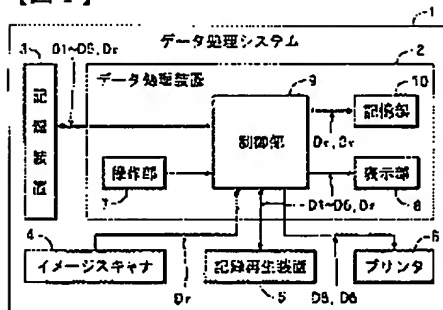 1
データ処理システム
3
D1~D6, Dr
2
データ処理装置
9
10
記憶装置
制御部
記憶部
Dr, Dr
操作部
表示部
7
8
D1~D6, Dr
4
6
イメージスキャナ
記録再生装置
プリンタ
Dr
5
D5, D6